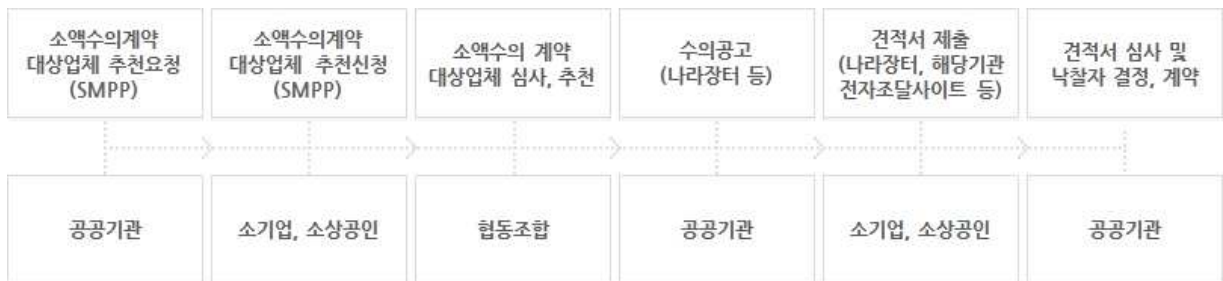 소액수의계약
대상업체 추천요청
(SMPP)
소액수의계약
대상업체 추천신청
(SMPP)
소액수의 계약
대상업체 심사, 추천
수의공고
(나라장터 등)
견적서 제출
(나라장터, 해당기관
전자조달사이트 등)
견적서 심사 및
낙찰자 결정, 계약
공공기관
소기업, 소상공인
협동조합
공공기관
소기업, 소상공인
공공기관